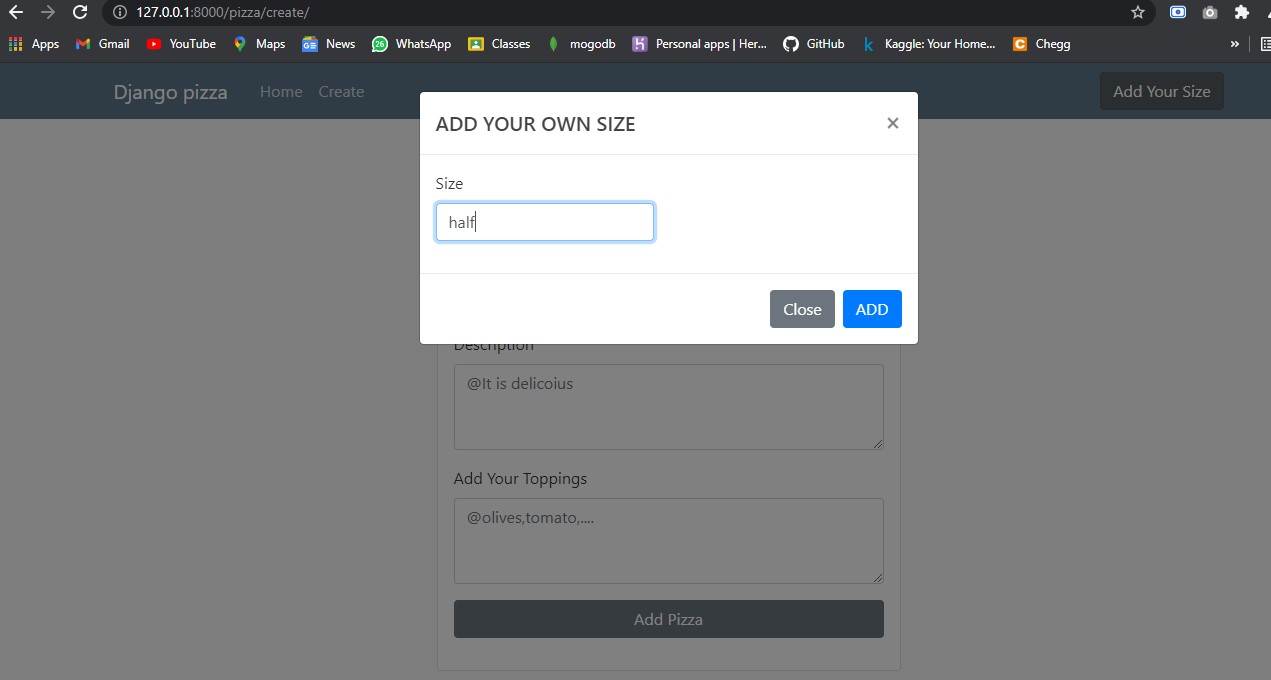 127.0.0.1:8000/pizza/create/
Apps Gmail YouTube Maps News 26 WhatsApp Classes mogodb Personal apps | Her... GitHub Kaggle: Your Home... Chegg »
Django pizza Home Create Add Your Size
ADD YOUR OWN SIZE ×
Size
half
Close ADD
Description
@It is delicoius
Add Your Toppings
@olives,tomato,....
Add Pizza